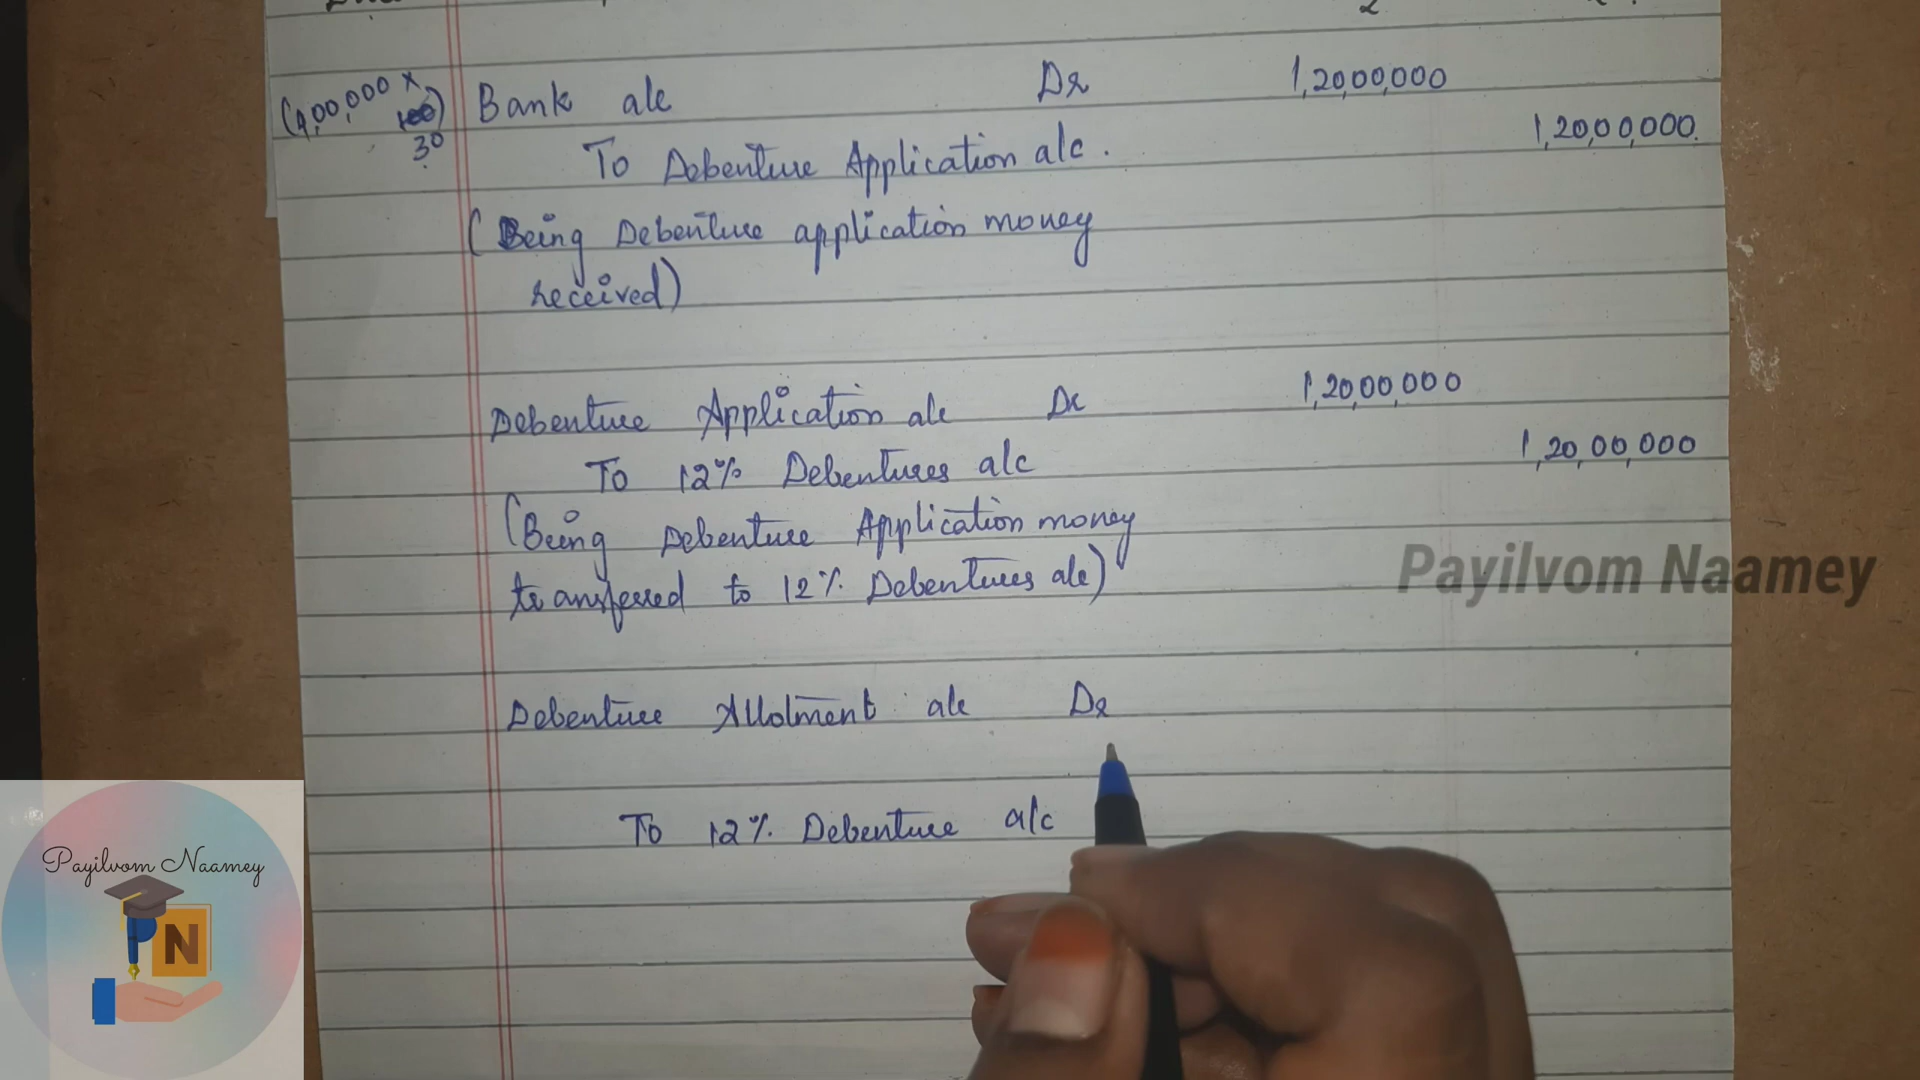 (4,00,000 x
100)
30
Bank a/c Dr 1,20,00,000
To Debenture Application a/c. 1,20,00,000.
(Being Debenture application money
received)
Debenture Application a/c Dr 1,20,00,000
To 12% Debentures a/c 1,20,00,000
(Being Debenture Application money
transferred to 12% Debentures a/c)
Payilvom Naamey
Debenture Allotment a/c Dr
To 12% Debenture a/c
Payilvom Naamey
N